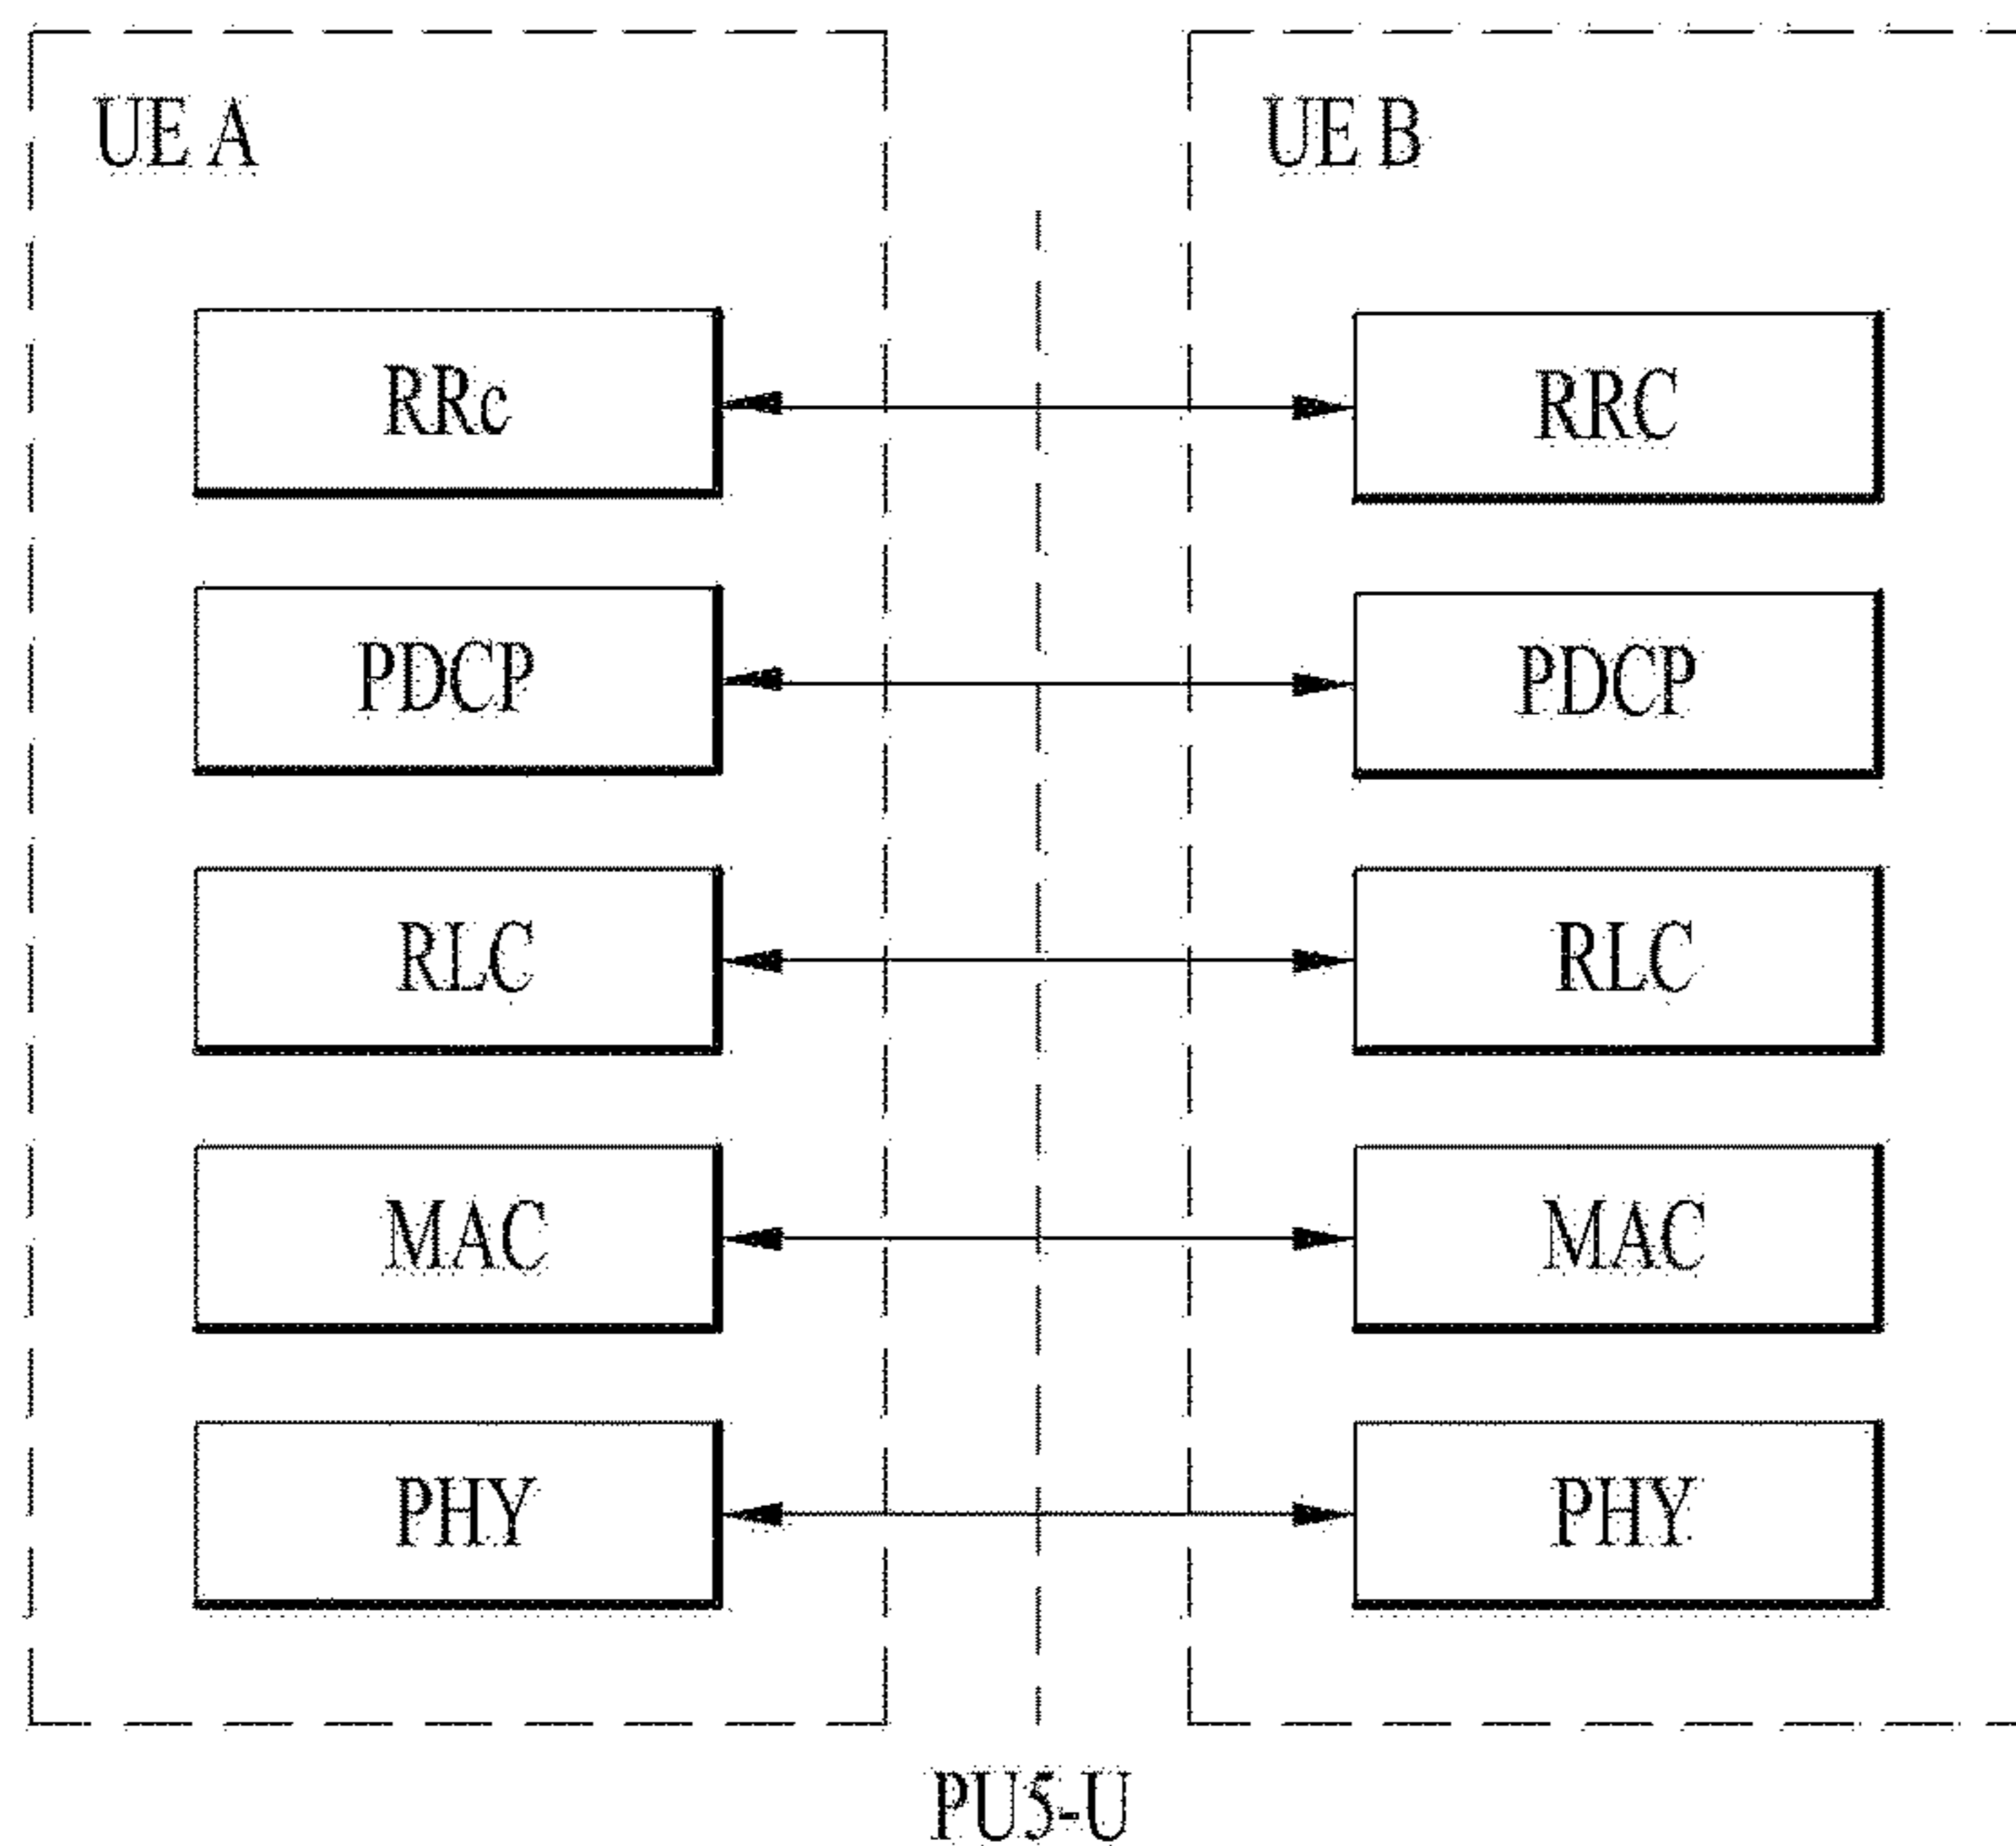 UE A
UE B
RRc
RRC
PDCP
PDCP
RLC
RLC
MAC
MAC
PHY
PHY
PU5-U